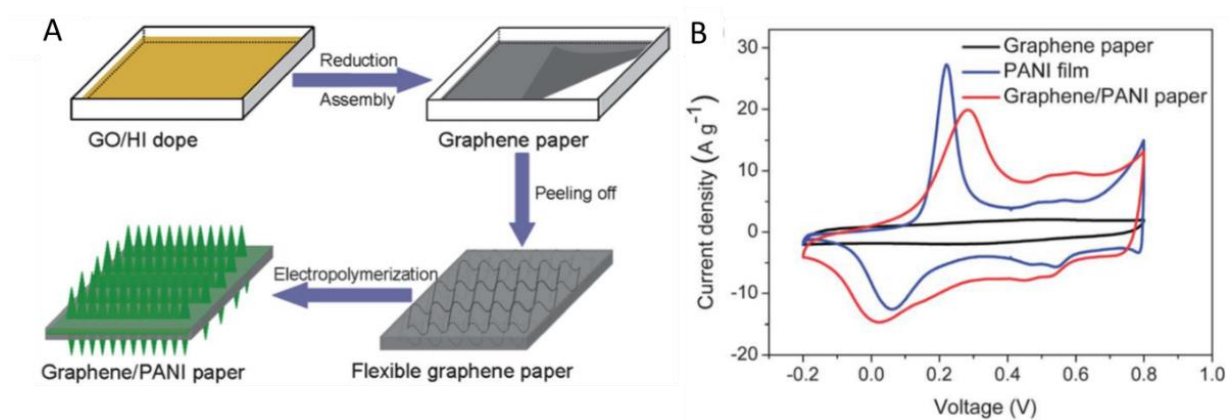 A
Reduction
Assembly
GO/HI dope
Graphene paper
Peeling off
Electropolymerization
Graphene/PANI paper
Flexible graphene paper
B
Graphene paper
PANI film
Graphene/PANI paper
Current density (A g⁻¹)
30
20
10
0
-10
-20
-0.2 0.0 0.2 0.4 0.6 0.8 1.0
Voltage (V)